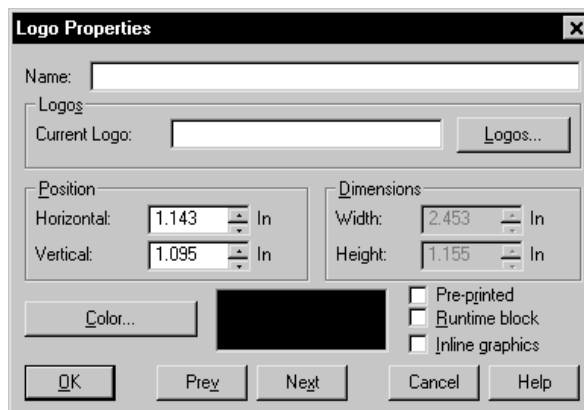 Logo Properties
Name:
Logos
Current Logo:
Logos...
Position
Horizontal: 1.143 In
Vertical: 1.095 In
Dimensions
Width: 2.453 In
Height: 1.155 In
Color...
Pre-printed
Runtime block
Inline graphics
OK Prev Next Cancel Help